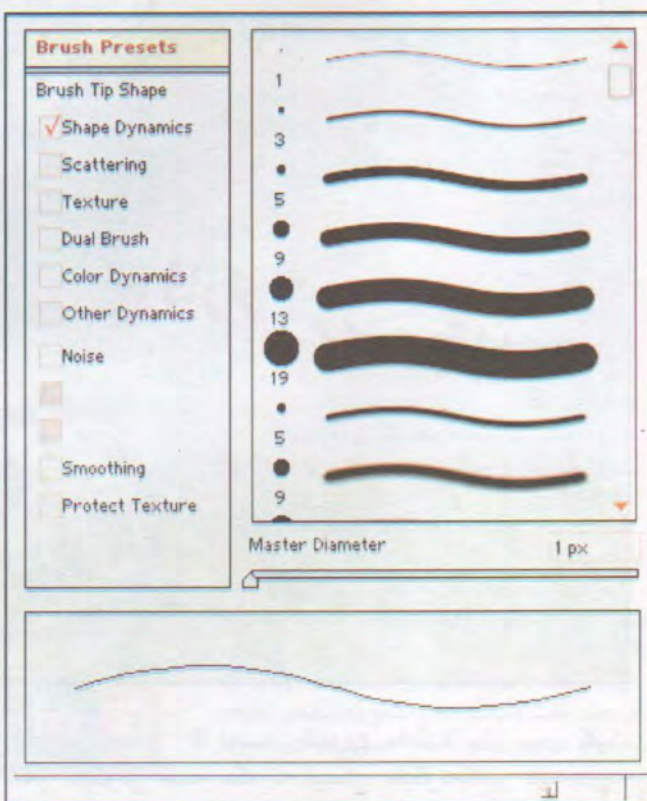 Brush Presets
Brush Tip Shape
Shape Dynamics
Scattering
Texture
Dual Brush
Color Dynamics
Other Dynamics
Noise
Smoothing
Protect Texture
1
3
5
9
13
19
5
9
Master Diameter 1 px